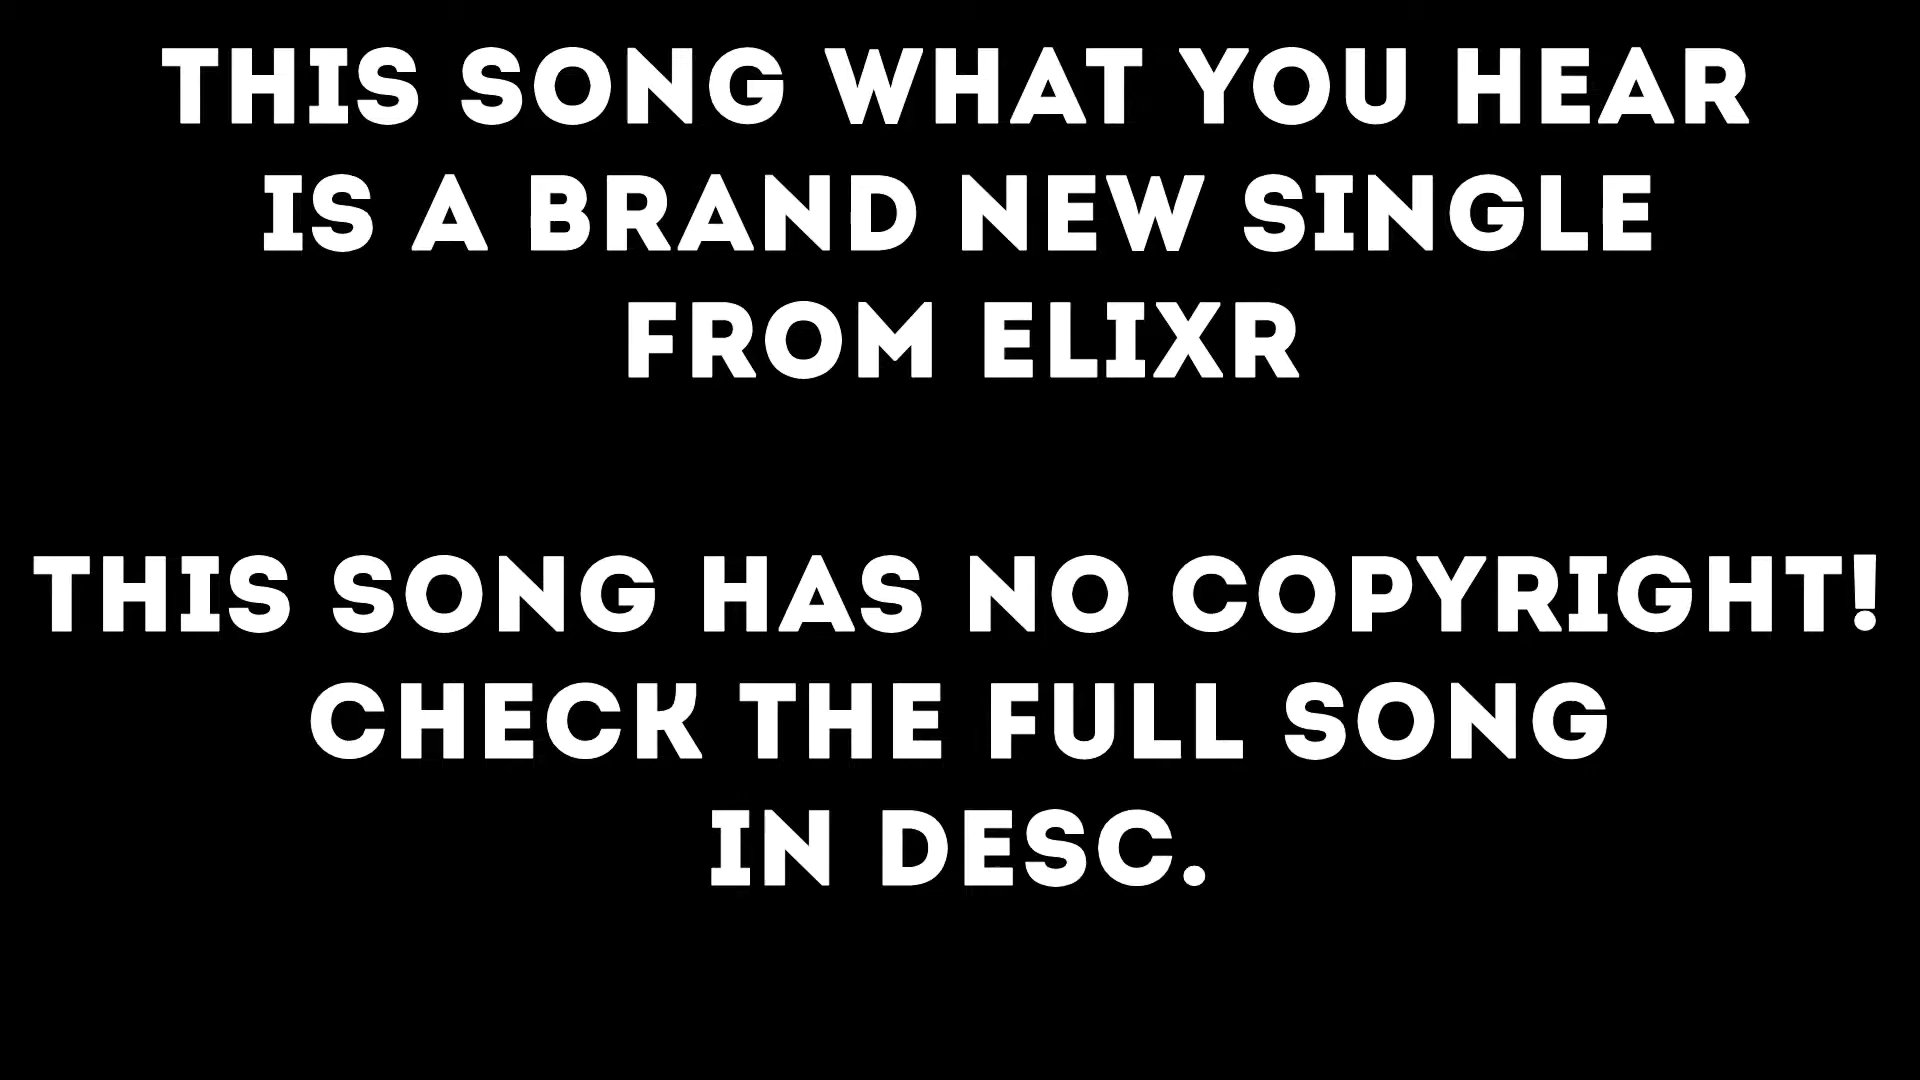 THIS SONG WHAT YOU HEAR
IS A BRAND NEW SINGLE
FROM ELIXR
THIS SONG HAS NO COPYRIGHT!
CHECK THE FULL SONG
IN DESC.